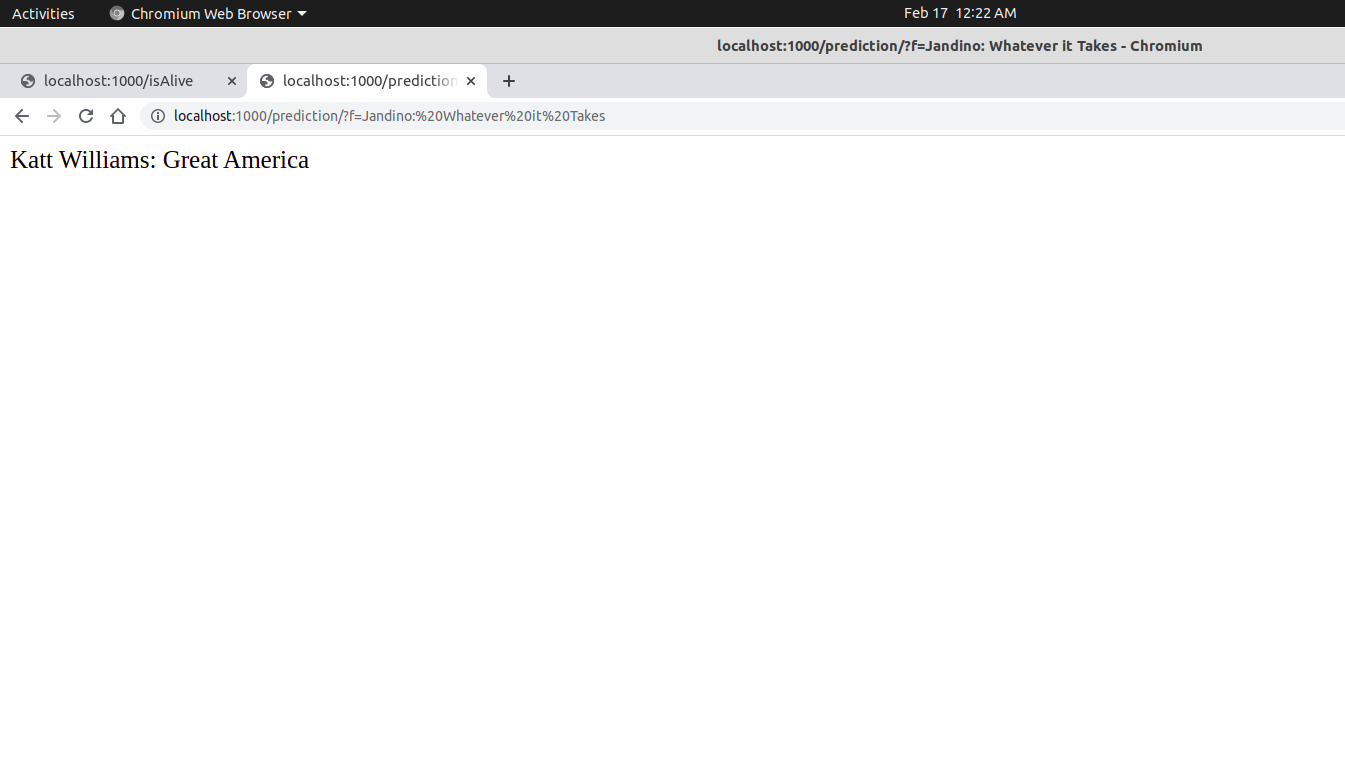 Activities Chromium Web Browser Feb 17 12:22 AM
localhost:1000/prediction/?f=Jandino: Whatever it Takes - Chromium
localhost:1000/isAlive localhost:1000/prediction
localhost:1000/prediction/?f=Jandino:%20Whatever%20it%20Takes
Katt Williams: Great America